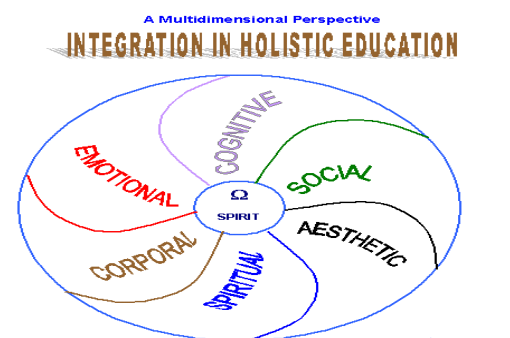 A Multidimensional Perspective
INTEGRATION IN HOLISTIC EDUCATION
COGNITIVE
EMOTIONAL
SOCIAL
Ω
SPIRIT
AESTHETIC
CORPORAL
SPIRITUAL